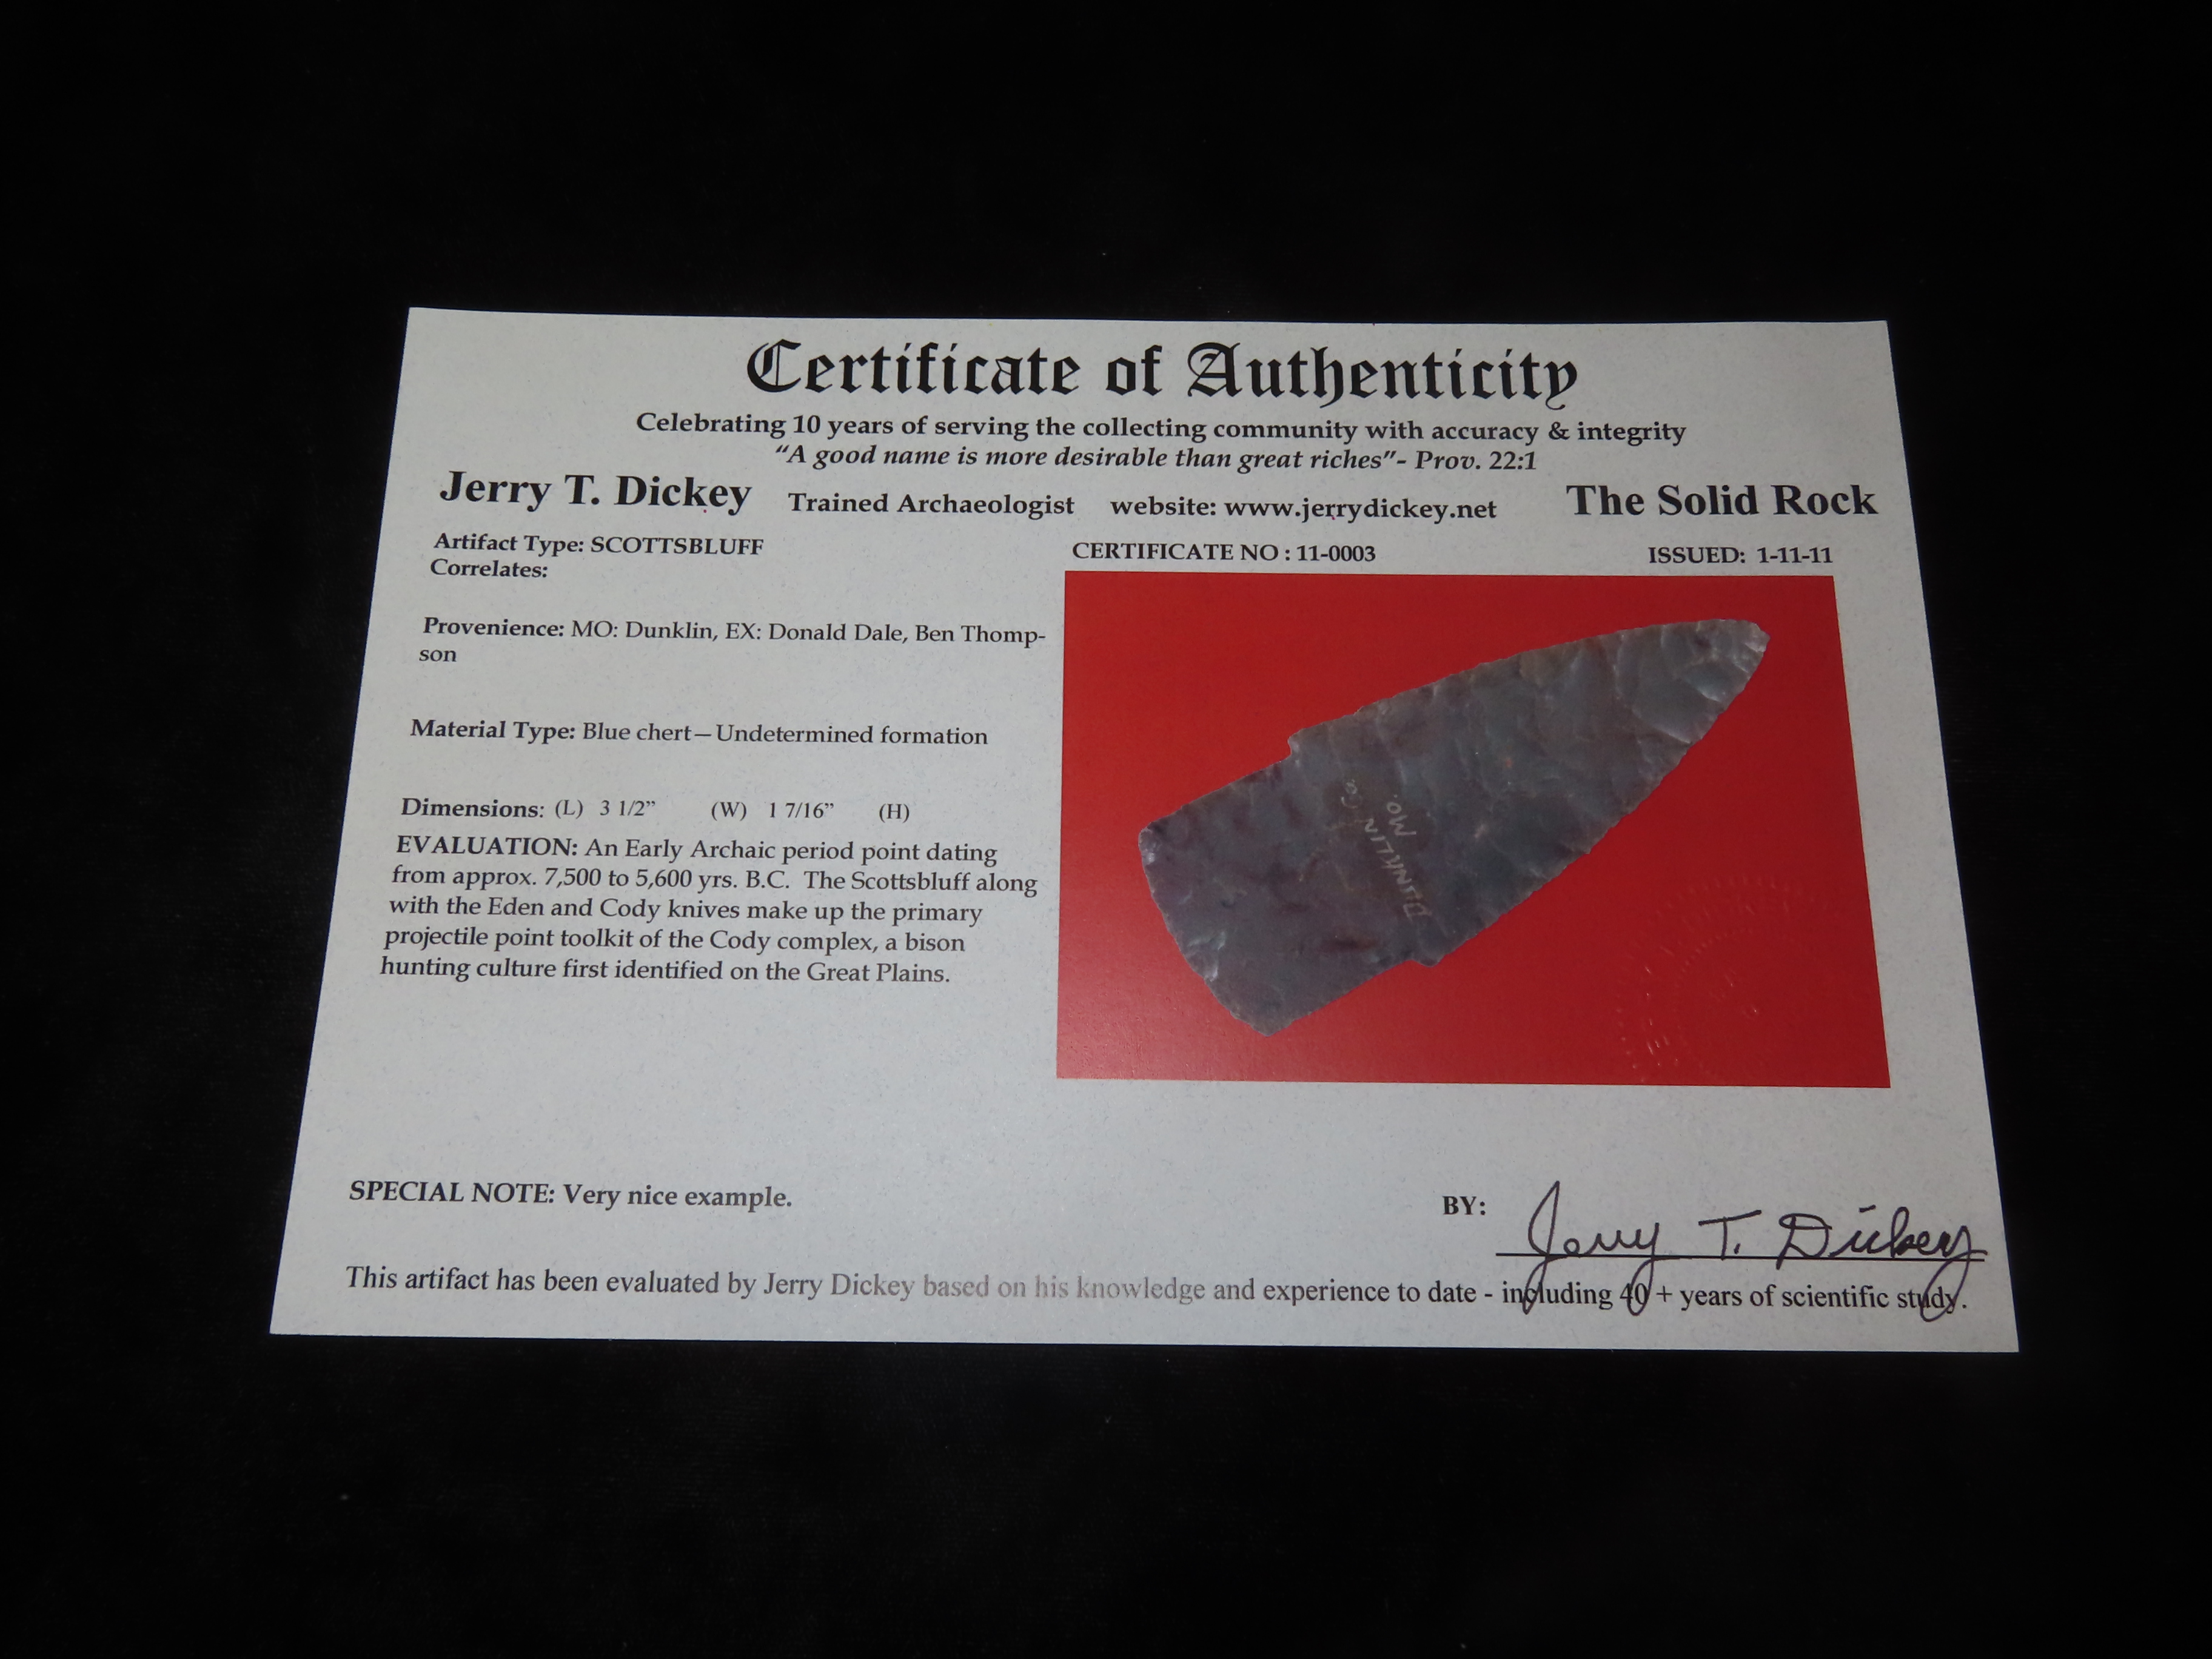 Certificate of Authenticity
Celebrating 10 years of serving the collecting community with accuracy & integrity
"A good name is more desirable than great riches"- Prov. 22:1
Jerry T. Dickey Trained Archaeologist website: www.jerrydickey.net The Solid Rock
Artifact Type: SCOTTSBLUFF
Correlates:
CERTIFICATE NO : 11-0003 ISSUED: 1-11-11
Provenience: MO: Dunklin, EX: Donald Dale, Ben Thomp-
son
Material Type: Blue chert—Undetermined formation
Dimensions: (L) 3 1/2” (W) 1 7/16” (H)
EVALUATION: An Early Archaic period point dating
from approx. 7,500 to 5,600 yrs. B.C. The Scottsbluff along
with the Eden and Cody knives make up the primary
projectile point toolkit of the Cody complex, a bison
hunting culture first identified on the Great Plains.
DUNKLIN Co.
MO.
SPECIAL NOTE: Very nice example.
BY: Jerry T. Dickey
This artifact has been evaluated by Jerry Dickey based on his knowledge and experience to date - including 40 + years of scientific study.